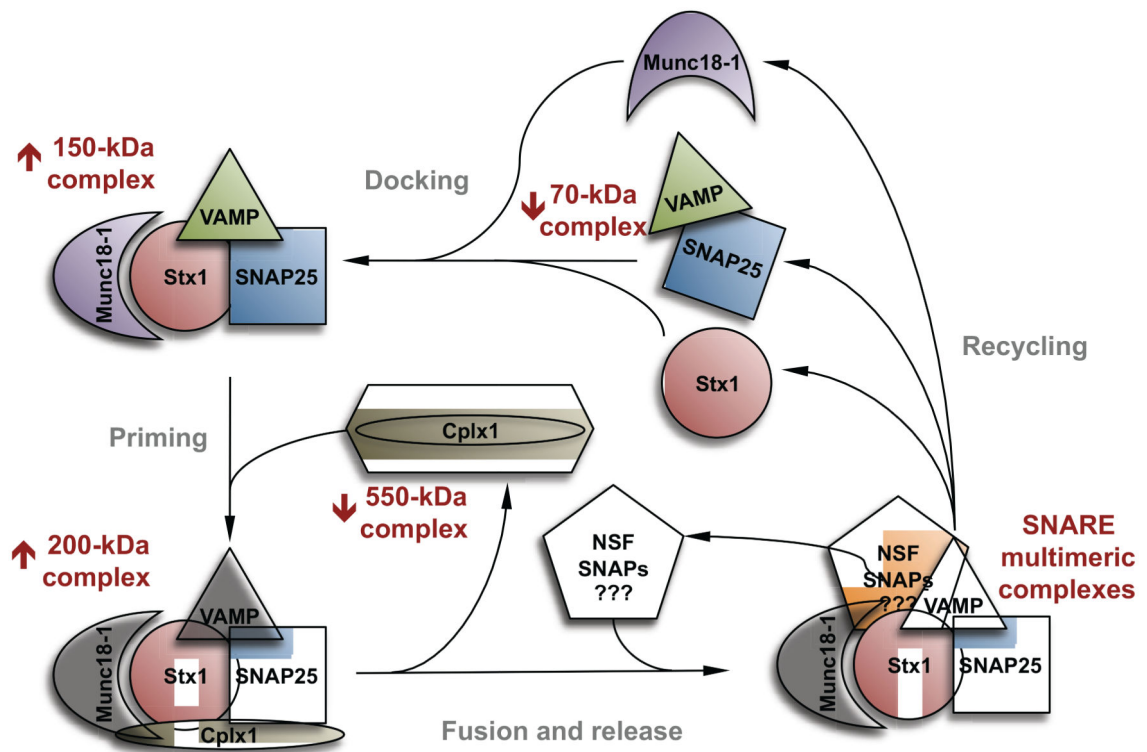 Munc18-1
150-kDa
complex
Docking
70-kDa
complex
VAMP
SNAP25
VAMP
Munc18-1
Stx1
SNAP25
Stx1
Recycling
Priming
Cplx1
550-kDa
complex
200-kDa
complex
VAMP
Munc18-1
Stx1
SNAP25
Cplx1
NSF
SNAPs
???
NSF
SNAPs
???
VAMP
SNARE
multimeric
complexes
Munc18-1
Stx1
SNAP25
Fusion and release